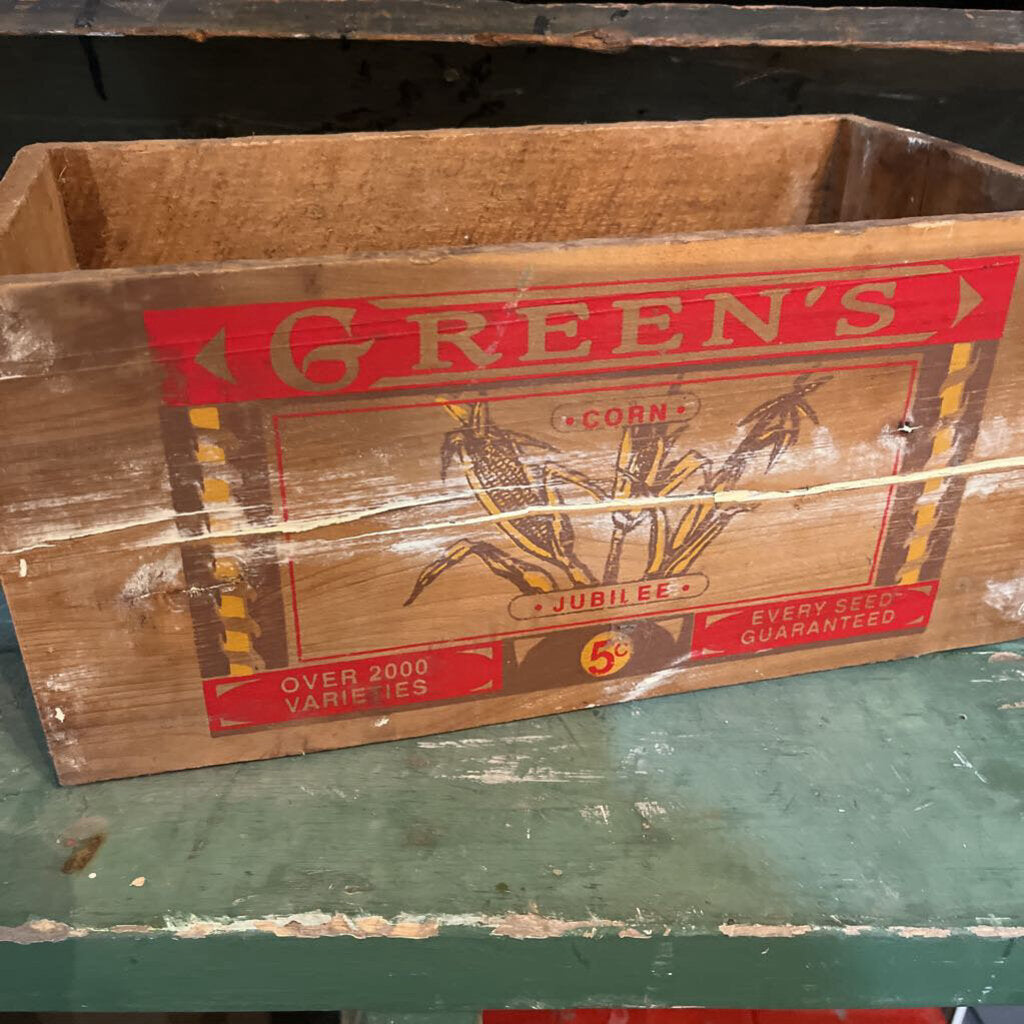 GREEN'S
• CORN •
• JUBILEE •
5¢
OVER 2000
VARIETIES
EVERY SEED
GUARANTEED